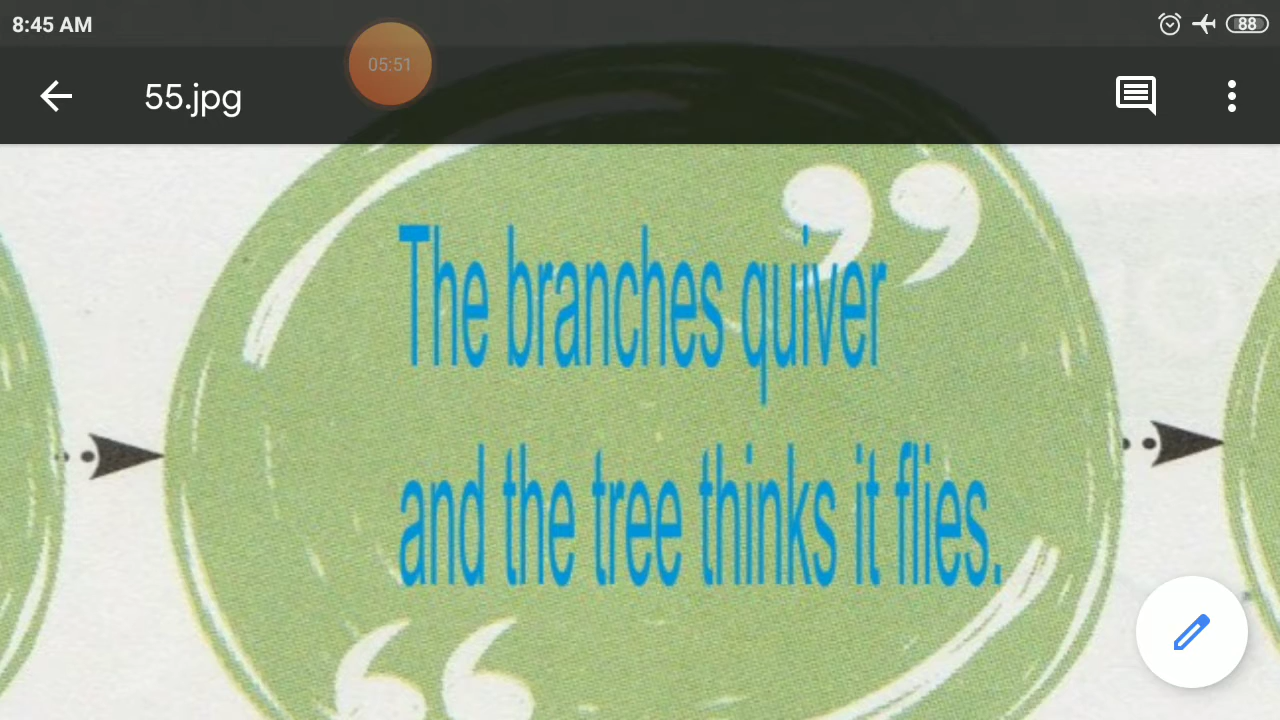 8:45 AM
88
05:51
55.jpg
The branches quiver
and the tree thinks it flies.